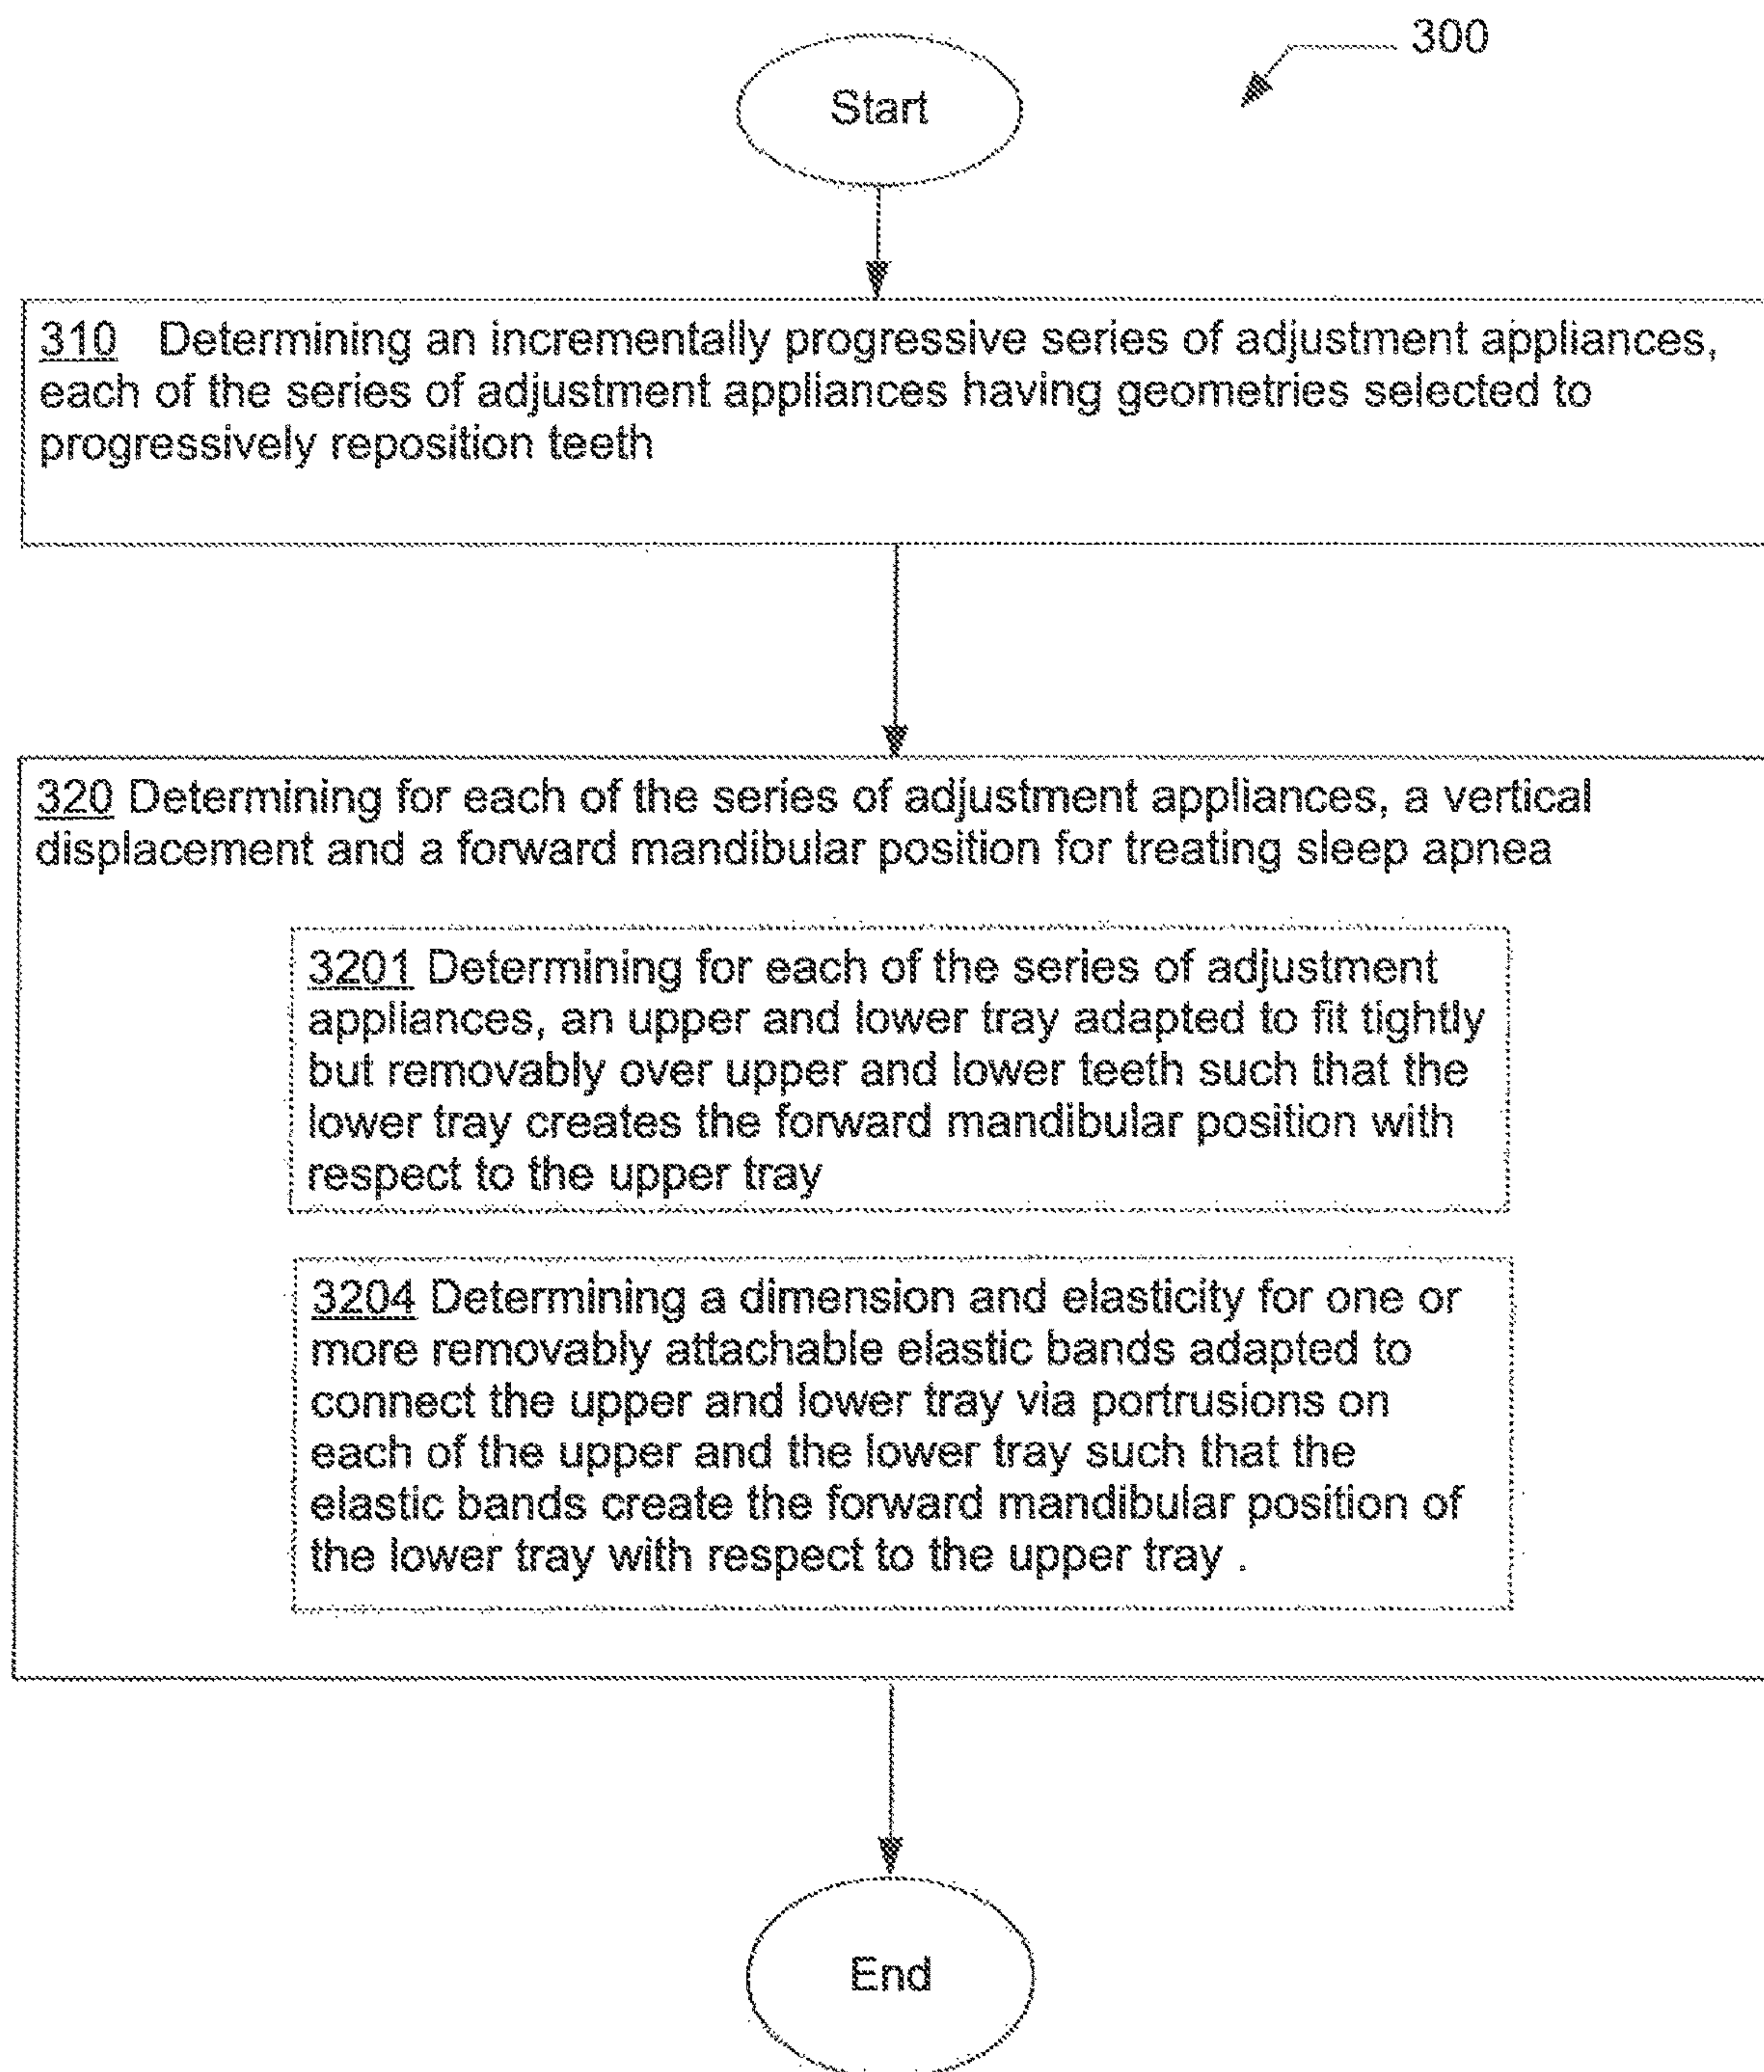 300
Start
310 Determining an incrementally progressive series of adjustment appliances,
each of the series of adjustment appliances having geometries selected to
progressively reposition teeth
320 Determining for each of the series of adjustment appliances, a vertical
displacement and a forward mandibular position for treating sleep apnea
3201 Determining for each of the series of adjustment
appliances, an upper and lower tray adapted to fit tightly
but removably over upper and lower teeth such that the
lower tray creates the forward mandibular position with
respect to the upper tray
3204 Determining a dimension and elasticity for one or
more removably attachable elastic bands adapted to
connect the upper and lower tray via portrusions on
each of the upper and the lower tray such that the
elastic bands create the forward mandibular position of
the lower tray with respect to the upper tray .
End